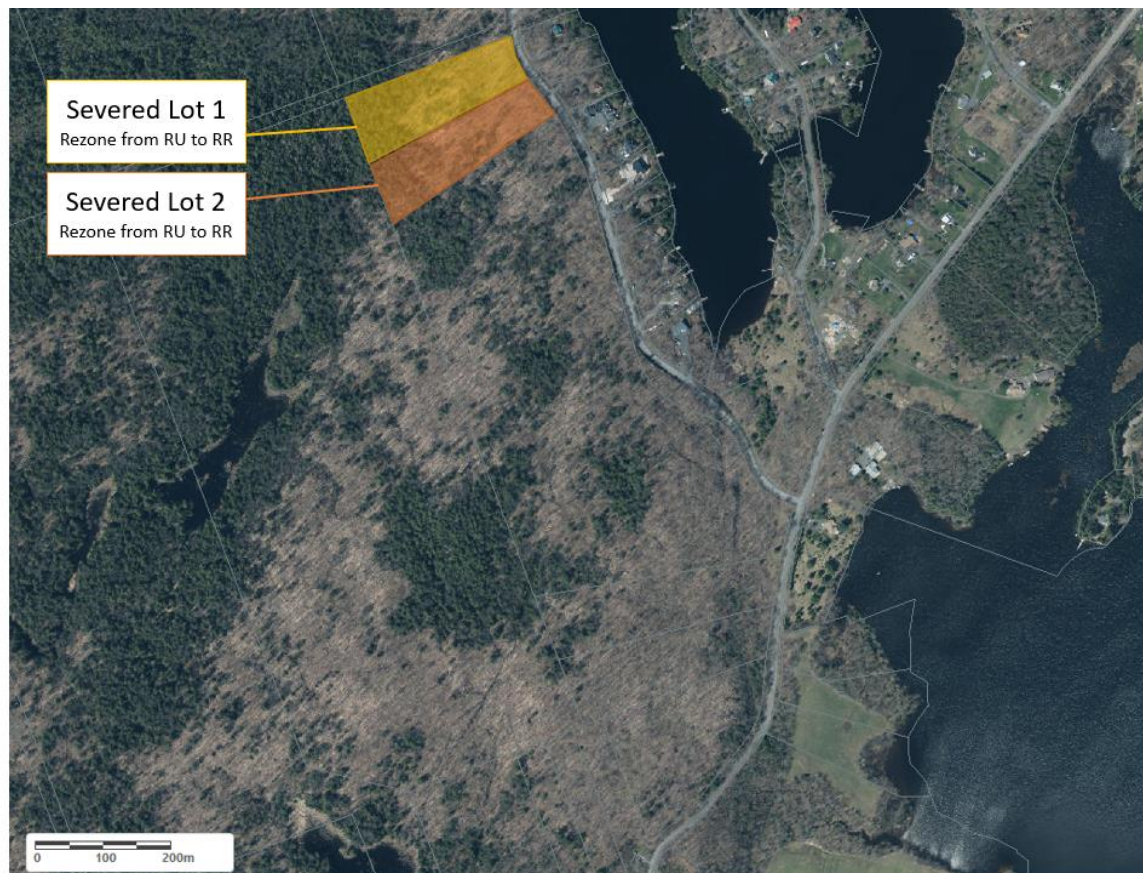 Severed Lot 1
Rezone from RU to RR
Severed Lot 2
Rezone from RU to RR
0 100 200m